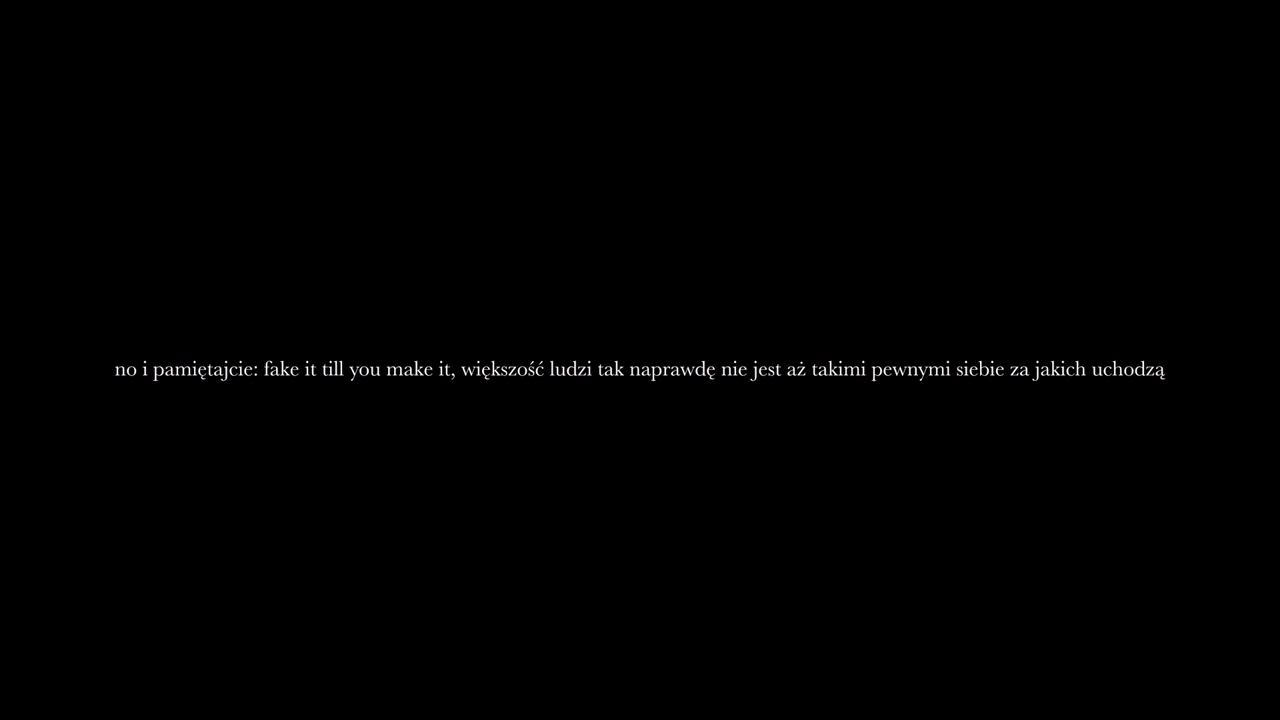 no i pamiętajcie: fake it till you make it, większość ludzi tak naprawdę nie jest aż takimi pewnymi siebie za jakich uchodzą